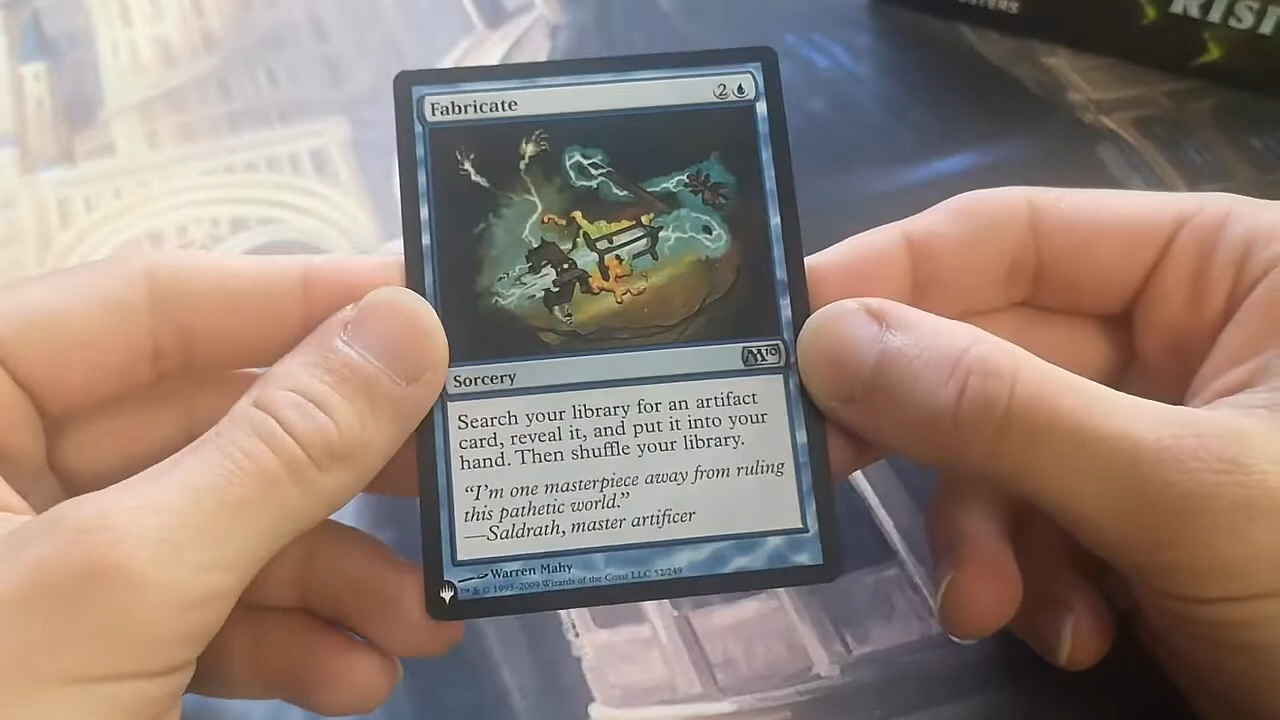 RISI
Fabricate
2
M10
Sorcery
Search your library for an artifact
card, reveal it, and put it into your
hand. Then shuffle your library.
“I’m one masterpiece away from ruling
this pathetic world.”
—Saldrath, master artificer
Warren Mahy
™ & © 1993–2009 Wizards of the Coast LLC 52/249